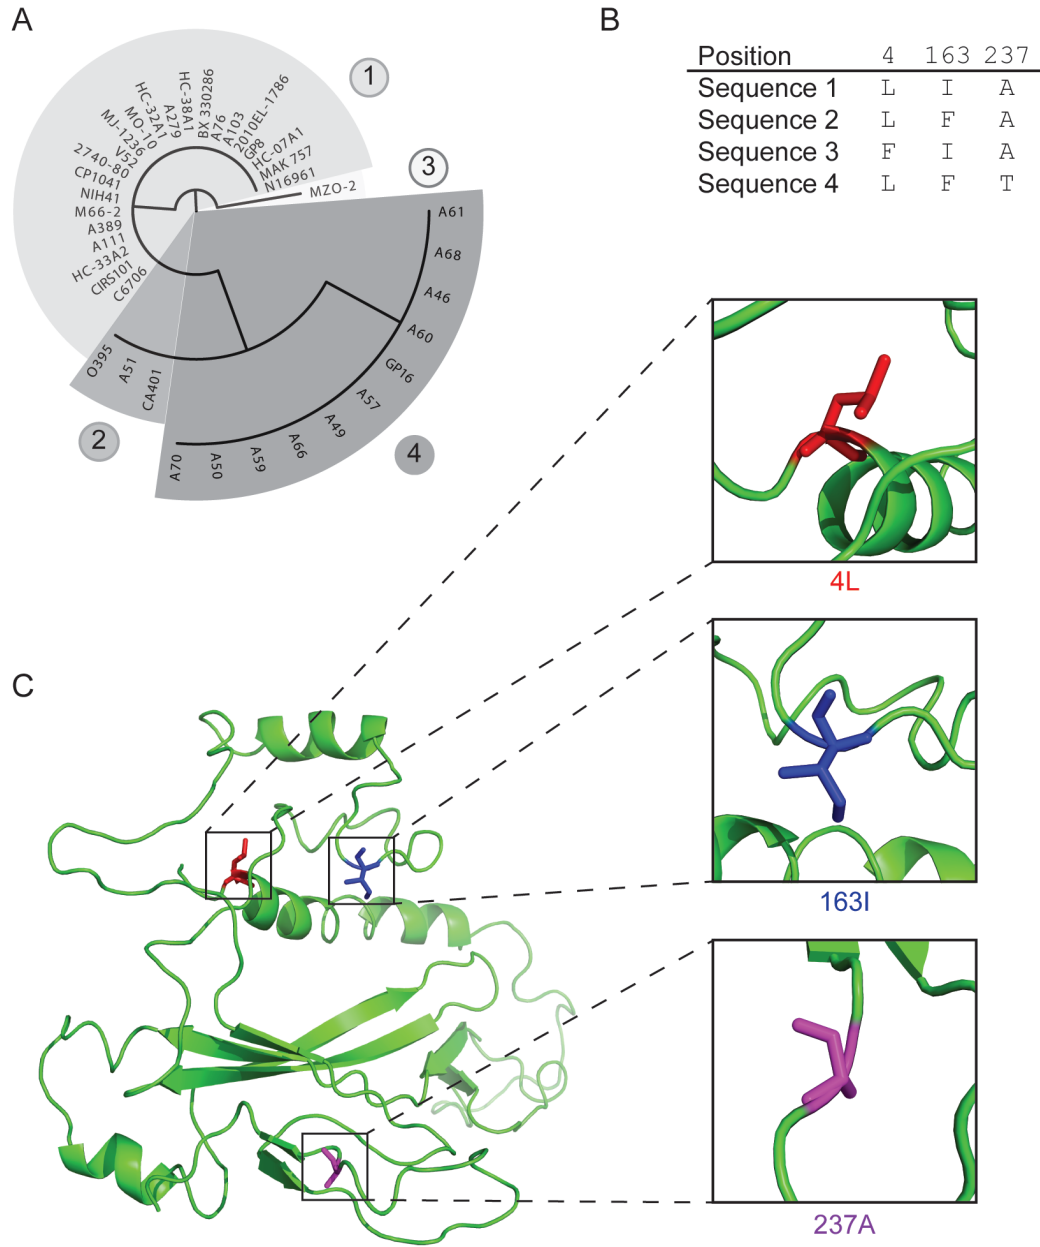 A
1
HC-38A1
BX 330286
A76
A103
2010EL-1786
GP8
HC-07A1
MAK 757
N16961
A279
HC-32A1
MO-10
MJ-1236
V52
2740-80
CP1041
NIH41
M66-2
A389
A111
HC-33A2
CIRS101
C6706
3
MZO-2
A61
A68
A46
A60
GP16
A57
A49
A66
A59
A50
A70
4
O395
A51
CA401
2
B
Position 4 163 237
Sequence 1 L I A
Sequence 2 L F A
Sequence 3 F I A
Sequence 4 L F T
C
4L
163I
237A